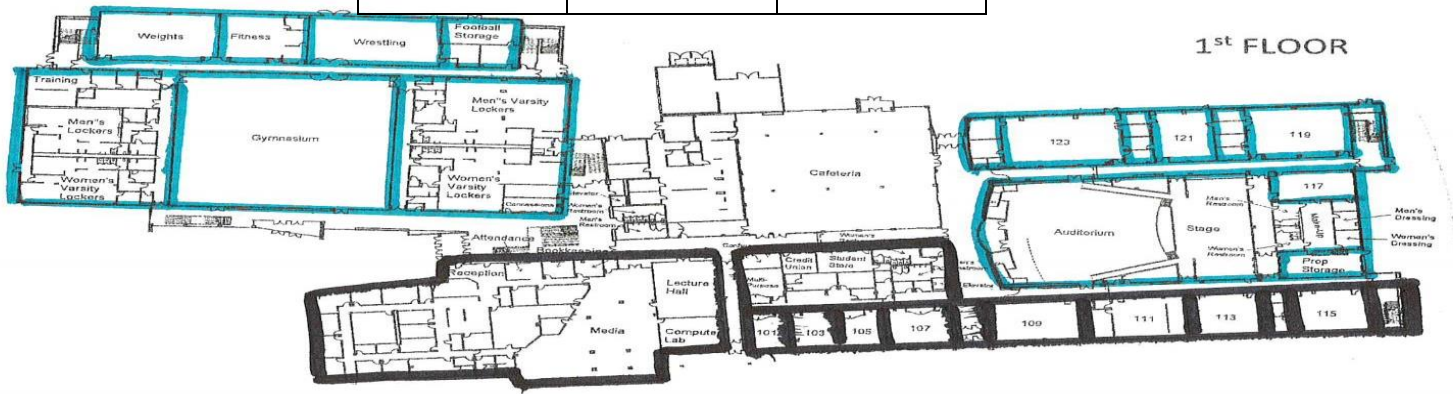 1st FLOOR
Weights
Fitness
Wrestling
Football
Storage
Training
Men"s
Lockers
Women's
Varsity
Lockers
Gymnasium
Men"s Varsity
Lockers
Women's
Varsity
Lockers
Concessions
Elevator
Women's
Restroom
Men's
Restroom
Cafeteria
123
121
119
117
Auditorium
Stage
Men's
Restroom
Women's
Restroom
Men's
Dressing
Women's
Dressing
Prop
Storage
Attendance
Reception
Lecture
Hall
Media
Compute
Lab
Multi-
Purpose
Credit
Union
Student
Store
101
103
105
107
109
111
113
115